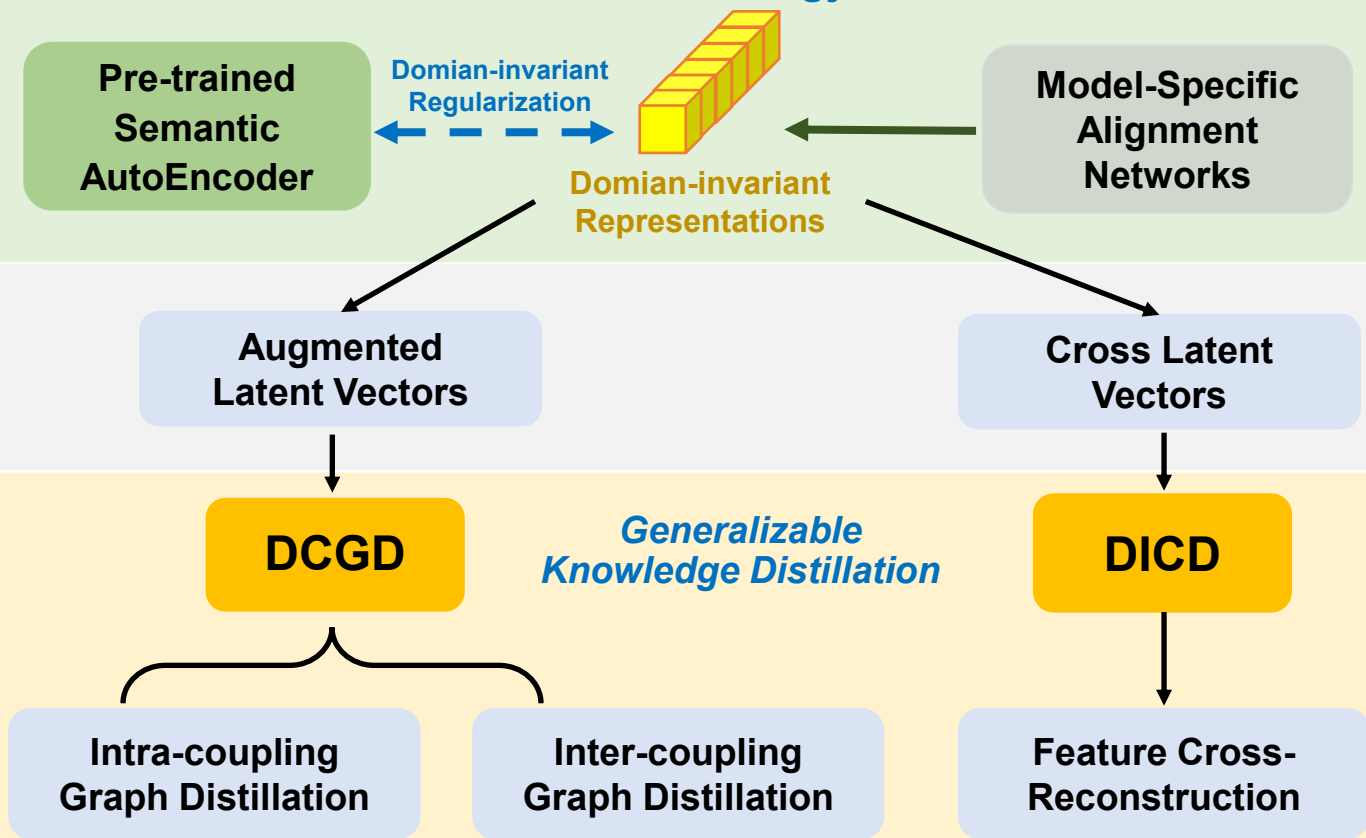 Pre-trained
Semantic
AutoEncoder
Domian-invariant
Regularization
Domian-invariant
Representations
Model-Specific
Alignment
Networks
Augmented
Latent Vectors
Cross Latent
Vectors
DCGD
Generalizable
Knowledge Distillation
DICD
Intra-coupling
Graph Distillation
Inter-coupling
Graph Distillation
Feature Cross-
Reconstruction